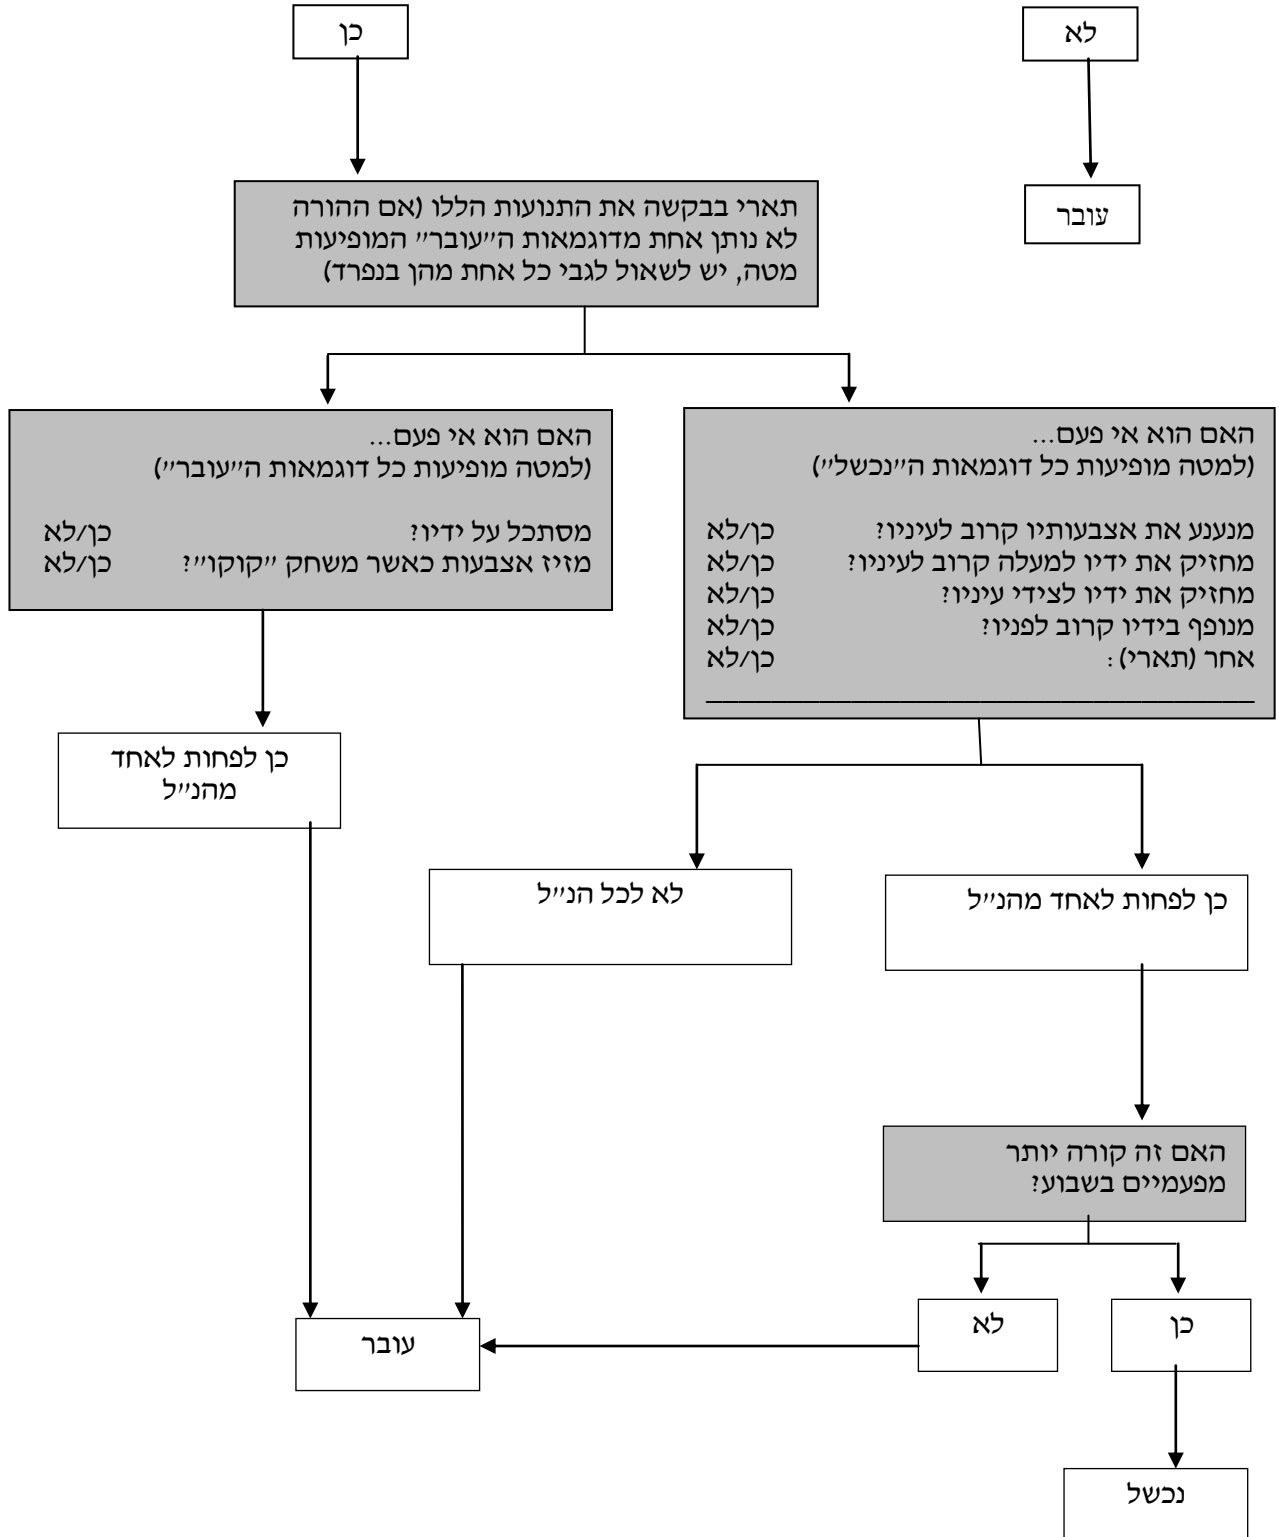 לא
כן
עובר
תארי בבקשה את התנועות הללו (אם ההורה
לא נותן אחת מדוגמאות ה״עובר״ המופיעות
מטה, יש לשאול לגבי כל אחת מהן בנפרד)
האם הוא אי פעם...
(למטה מופיעות כל דוגמאות ה״נכשל״)
מנענע את אצבעותיו קרוב לעיניו? כן/לא
מחזיק את ידיו למעלה קרוב לעיניו? כן/לא
מחזיק את ידיו לצידי עיניו? כן/לא
מנופף בידיו קרוב לפניו? כן/לא
אחר (תארי): כן/לא
האם הוא אי פעם...
(למטה מופיעות כל דוגמאות ה״עובר״)
מסתכל על ידיו? כן/לא
מזיז אצבעות כאשר משחק ״קוקו״? כן/לא
כן לפחות לאחד
מהנ״ל
כן לפחות לאחד מהנ״ל
לא לכל הנ״ל
האם זה קורה יותר
מפעמיים בשבוע?
כן
לא
עובר
נכשל